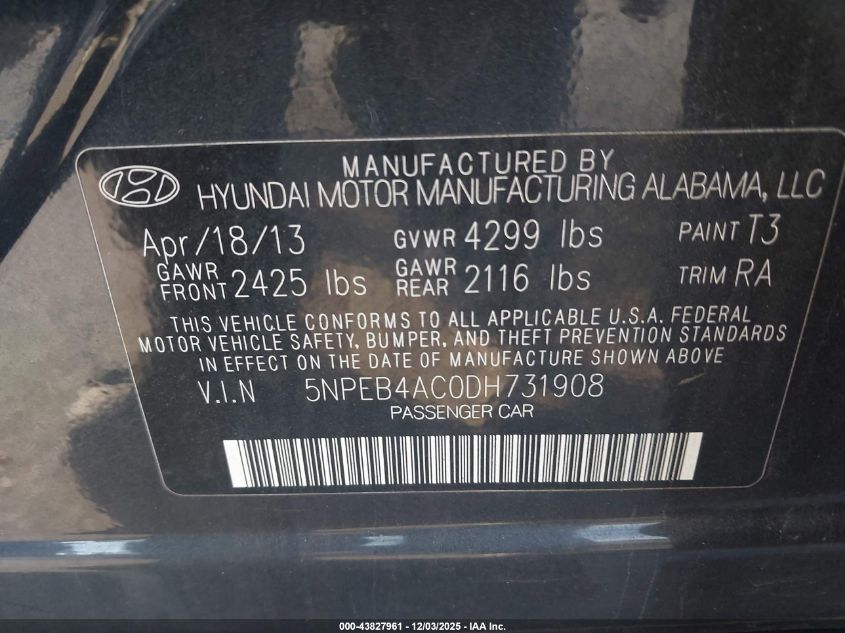 MANUFACTURED BY
HYUNDAI MOTOR MANUFACTURING ALABAMA, LLC
Apr/18/13 GVWR 4299 lbs PAINT T3
GAWR FRONT 2425 lbs GAWR REAR 2116 lbs TRIM RA
THIS VEHICLE CONFORMS TO ALL APPLICABLE U.S.A. FEDERAL
MOTOR VEHICLE SAFETY, BUMPER, AND THEFT PREVENTION STANDARDS
IN EFFECT ON THE DATE OF MANUFACTURE SHOWN ABOVE
V.I.N 5NPEB4AC0DH731908
PASSENGER CAR
000-43827961 - 12/03/2025 - IAA Inc.